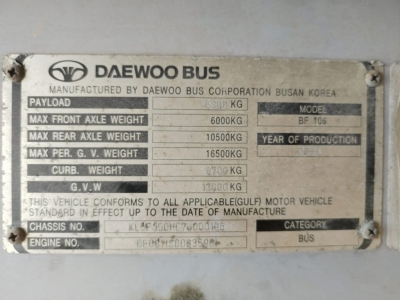 DAEWOO BUS
MANUFACTURED BY DAEWOO BUS CORPORATION BUSAN KOREA
PAYLOAD KG
MODEL
MAX FRONT AXLE WEIGHT 6000KG
BF 106
MAX REAR AXLE WEIGHT 10500KG
YEAR OF PRODUCTION
MAX PER. G. V. WEIGHT 16500KG
CURB. WEIGHT KG
G.V.W KG
THIS VEHICLE CONFORMS TO ALL APPLICABLE(GULF) MOTOR VEHICLE
STANDARD IN EFFECT UP TO THE DATE OF MANUFACTURE
CHASSIS NO.
CATEGORY
ENGINE NO.
BUS